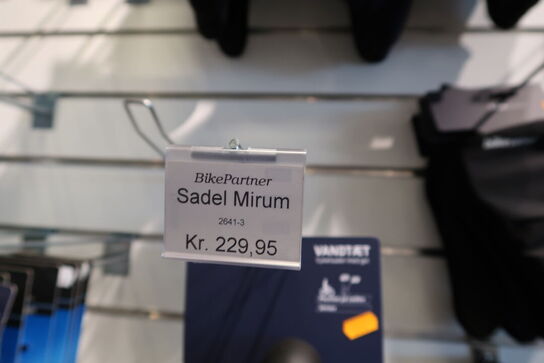 BikePartner
Sadel Mirum
2641-3
Kr. 229,95
VANDTÆT